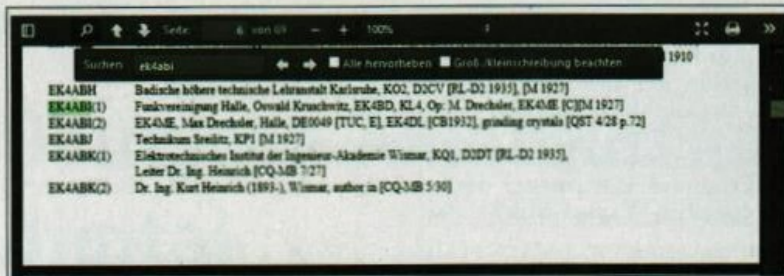 Seite: 6 von 69 − + 100%
Suchen ek4abi Alle hervorheben Groß-/Kleinschreibung beachten
1910
EK4ABH Badische höhere technische Lehranstalt Karlsruhe, KO2, D2CV [RL-D2 1935], [M 1927]
EK4ABI(1) Funkvereinigung Halle, Oswald Kruschwitz, EK4BD, KL4, Op: M. Drechsler, EK4ME [C][M 1927]
EK4ABI(2) EK4ME, Max Drechsler, Halle, DE0049 [TUC, E], EK4DL [CB1932], grinding crystals [QST 4/28 p.72]
EK4ABJ Technikum Strelitz, KP1 [M 1927]
EK4ABK(1) Elektrotechnisches Institut der Ingenieur-Akademie Wismar, KQ1, D2DT [RL-D2 1935],
Leiter Dr. Ing. Heinrich [CQ-MB 7/27]
EK4ABK(2) Dr. Ing. Kurt Heinrich (1893-), Wismar, author in [CQ-MB 5/30]